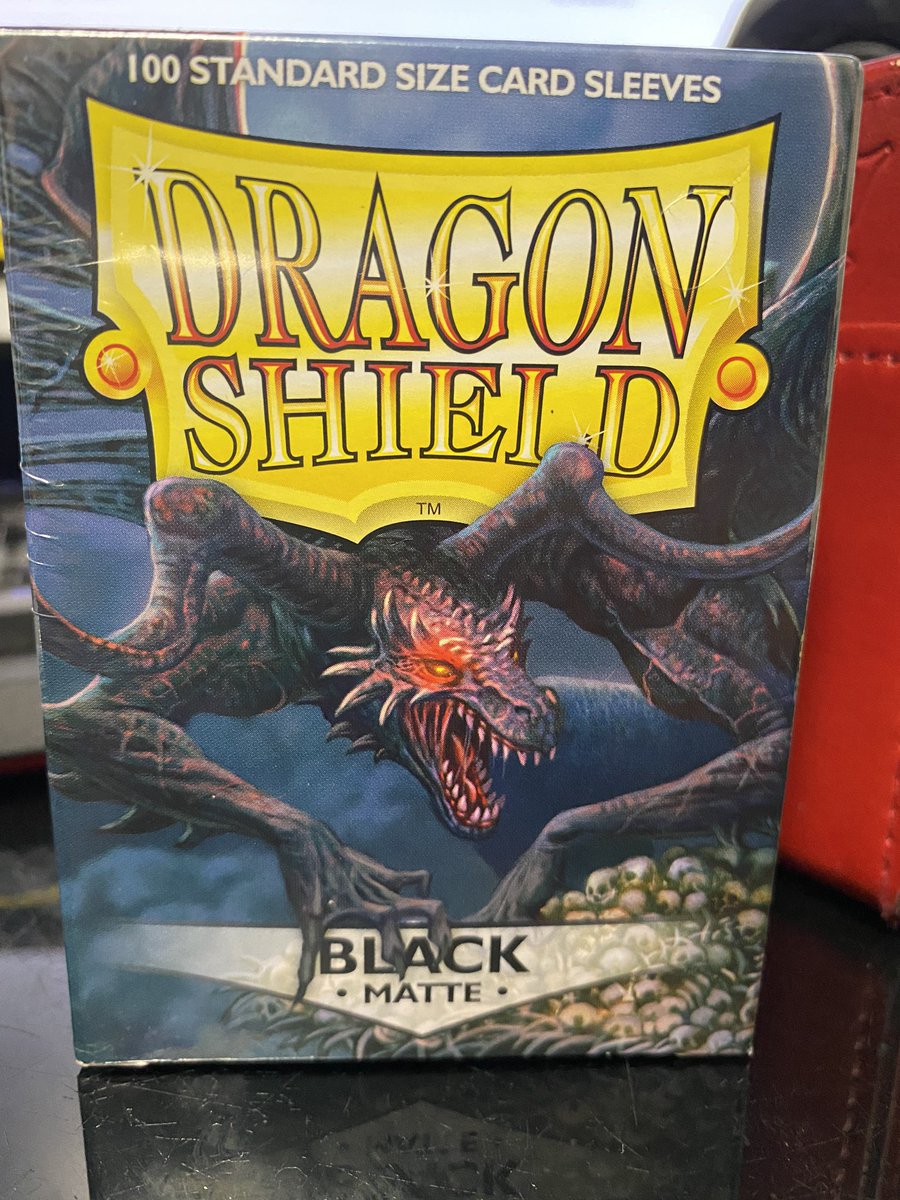 100 STANDARD SIZE CARD SLEEVES
DRAGON
SHIELD
TM
BLACK
• MATTE •